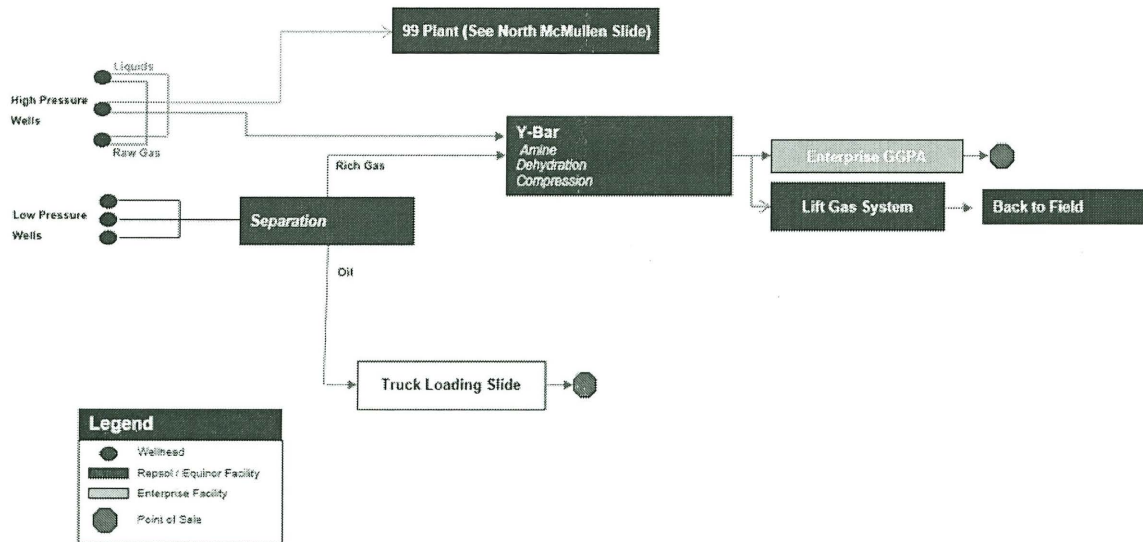 99 Plant (See North McMullen Slide)
Liquids
High Pressure
Wells
Raw Gas
Y-Bar
Amine
Dehydration
Compression
Rich Gas
Enterprise GGPA
Lift Gas System
Back to Field
Low Pressure
Wells
Separation
Oil
Truck Loading Slide
Legend
Wellhead
Repsol / Equinor Facility
Enterprise Facility
Point of Sale